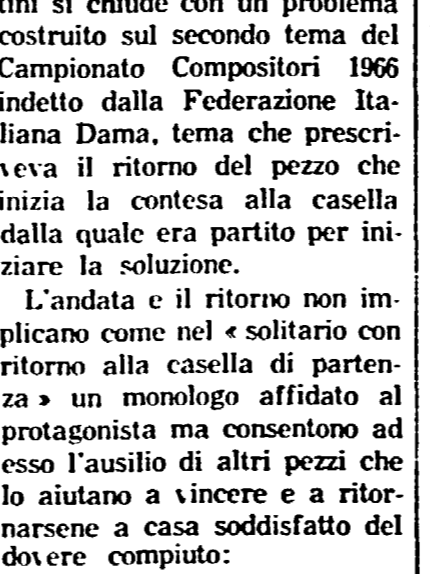 tini si chiude con un problema
costruito sul secondo tema del
Campionato Compositori 1966
indetto dalla Federazione Ita-
liana Dama, tema che prescri-
veva il ritorno del pezzo che
inizia la contesa alla casella
dalla quale era partito per ini-
ziare la soluzione.
L'andata e il ritorno non im-
plicano come nel « solitario con
ritorno alla casella di parten-
za » un monologo affidato al
protagonista ma consentono ad
esso l'ausilio di altri pezzi che
lo aiutano a vincere e a ritor-
narsene a casa soddisfatto del
dovere compiuto: